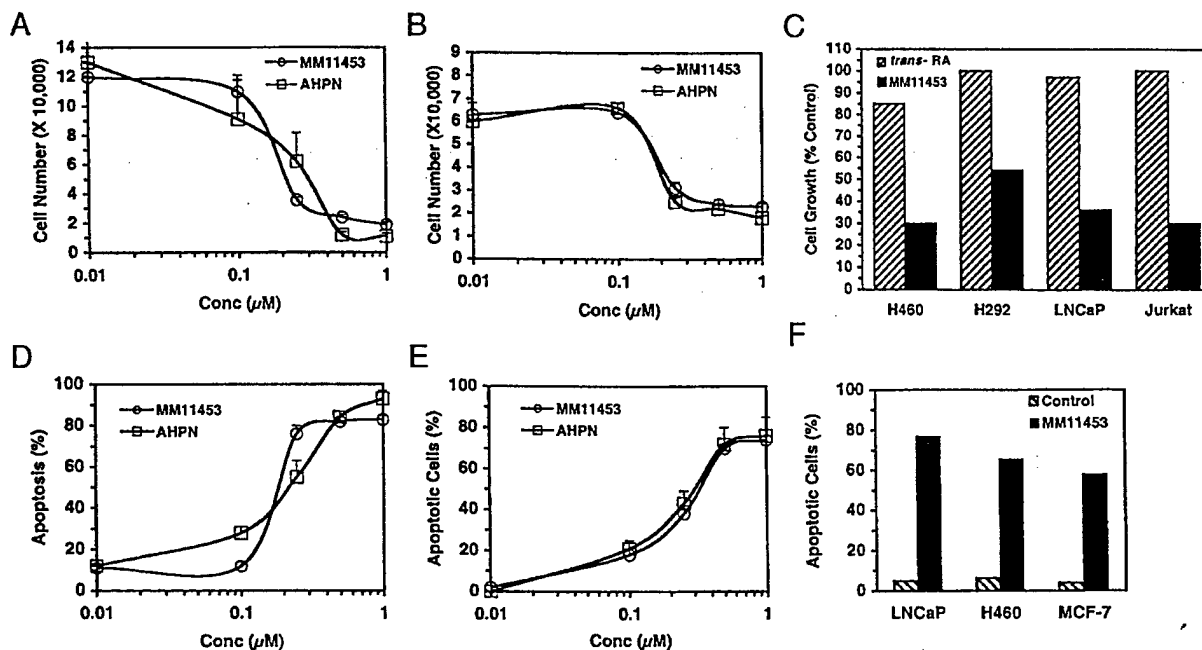 A
Cell Number (X 10,000)
14
12
10
8
6
4
2
0
MM11453
AHPN
0.01
0.1
1
Conc (µM)
B
Cell Number (X10,000)
9
8
7
6
5
4
3
2
1
0
MM11453
AHPN
0.01
0.1
1
Conc (µM)
C
Cell Growth (% Control)
100
90
80
70
60
50
40
30
20
10
0
trans- RA
MM11453
H460
H292
LNCaP
Jurkat
D
Apoptosis (%)
100
80
60
40
20
0
MM11453
AHPN
0.01
0.1
1
Conc (µM)
E
Apoptotic Cells (%)
100
80
60
40
20
0
MM11453
AHPN
0.01
0.1
1
Conc (µM)
F
Apoptotic Cells (%)
100
80
60
40
20
0
Control
MM11453
LNCaP
H460
MCF-7